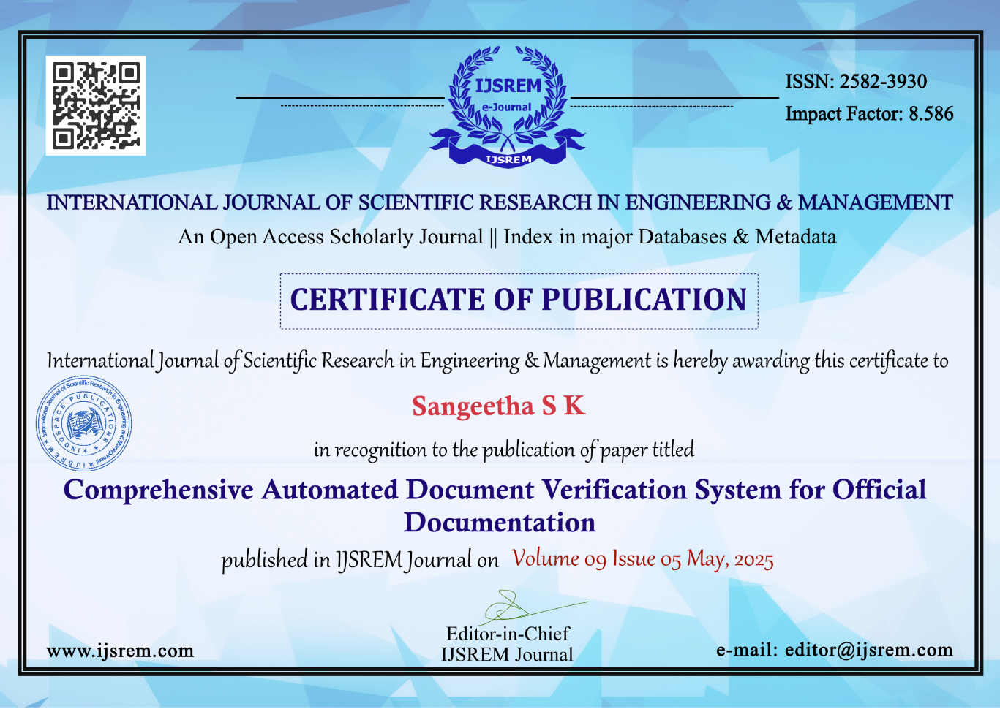 IJSREM
e-Journal
IJSREM
ISSN: 2582-3930
Impact Factor: 8.586
INTERNATIONAL JOURNAL OF SCIENTIFIC RESEARCH IN ENGINEERING & MANAGEMENT
An Open Access Scholarly Journal || Index in major Databases & Metadata
CERTIFICATE OF PUBLICATION
International Journal of Scientific Research in Engineering & Management is hereby awarding this certificate to
International Journal of Scientific Research in Engineering and Management * IJSREM *
INDOSPACE PUBLICATIONS
Sangeetha S K
in recognition to the publication of paper titled
Comprehensive Automated Document Verification System for Official
Documentation
published in IJSREM Journal on Volume 09 Issue 05 May, 2025
Editor-in-Chief
IJSREM Journal
www.ijsrem.com
e-mail: editor@ijsrem.com